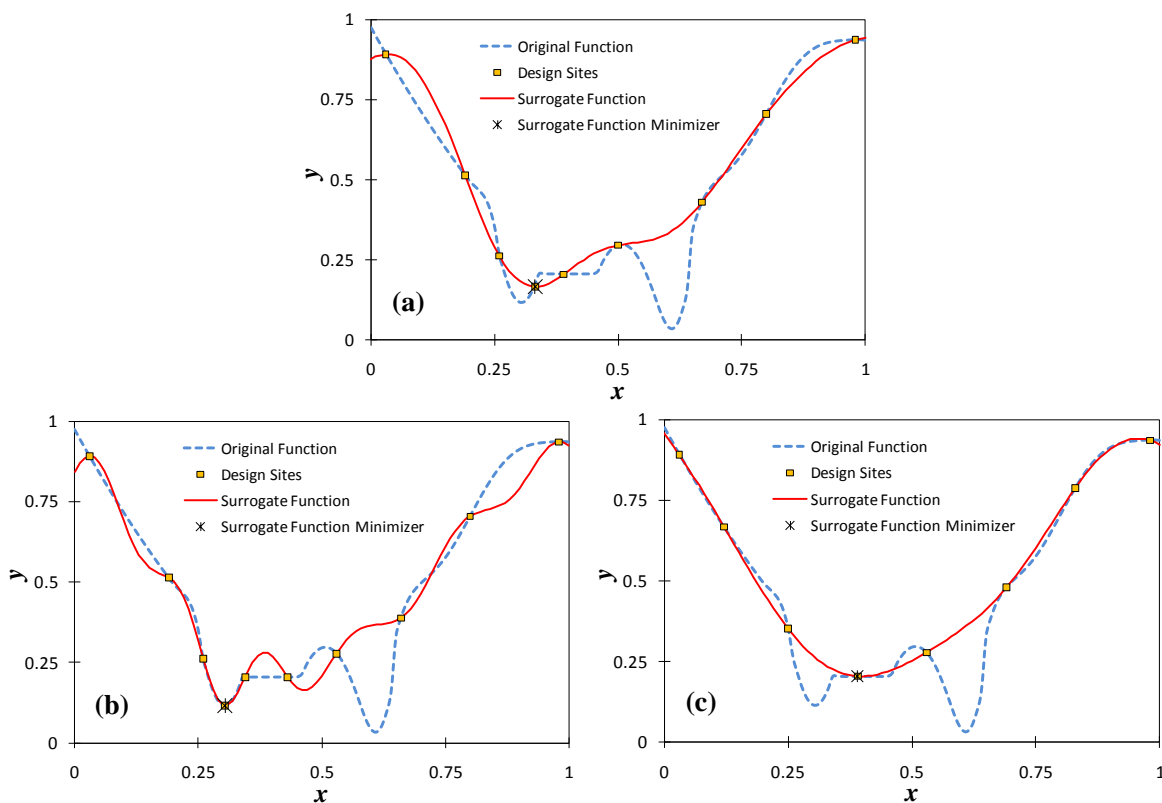 1
0.75
0.5
0.25
0
y
Original Function
Design Sites
Surrogate Function
Surrogate Function Minimizer
(a)
0 0.25 0.5 0.75 1
x
1
0.75
0.5
0.25
0
y
Original Function
Design Sites
Surrogate Function
Surrogate Function Minimizer
(b)
0 0.25 0.5 0.75 1
x
1
0.75
0.5
0.25
0
y
Original Function
Design Sites
Surrogate Function
Surrogate Function Minimizer
(c)
0 0.25 0.5 0.75 1
x